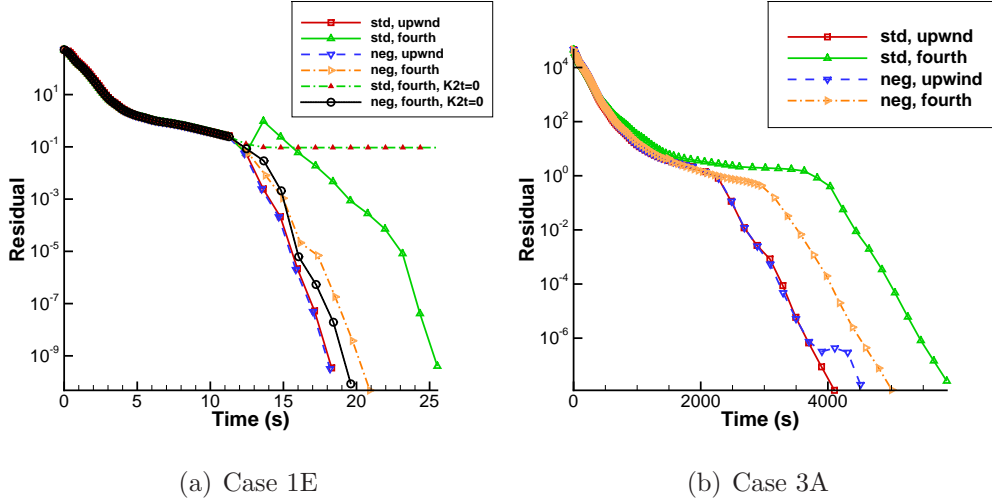 std, upwnd
std, fourth
neg, upwnd
neg, fourth
std, fourth, K2t=0
neg, fourth, K2t=0
Residual
10^1
10^-1
10^-3
10^-5
10^-7
10^-9
0 5 10 15 20 25
Time (s)
(a) Case 1E
std, upwnd
std, fourth
neg, upwind
neg, fourth
Residual
10^4
10^2
10^0
10^-2
10^-4
10^-6
0 2000 4000
Time (s)
(b) Case 3A